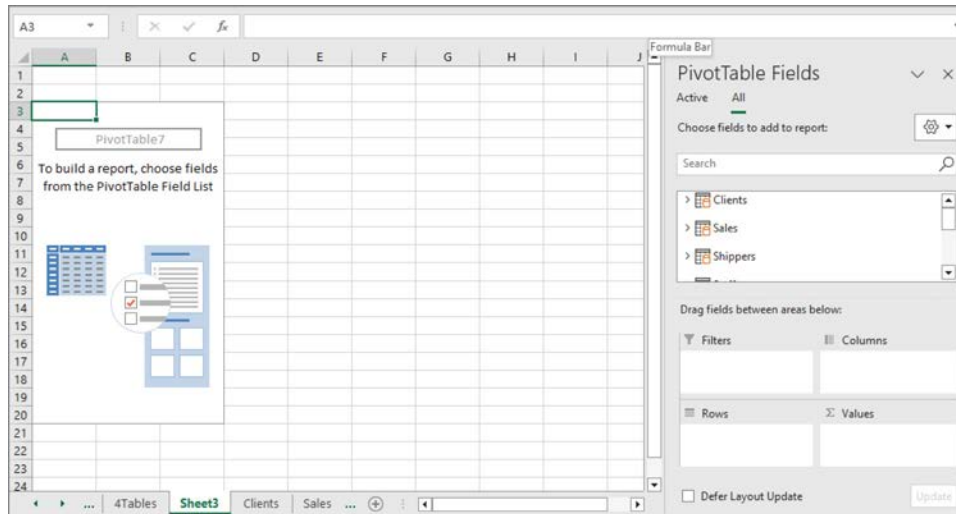 A3
fx
Formula Bar
A B C D E F G H I J
1
2
3
4
5
6
7
8
9
10
11
12
13
14
15
16
17
18
19
20
21
22
23
24
PivotTable7
To build a report, choose fields
from the PivotTable Field List
... 4Tables Sheet3 Clients Sales ...
PivotTable Fields
Active All
Choose fields to add to report:
Search
Clients
Sales
Shippers
Drag fields between areas below:
Filters Columns
Rows Σ Values
Defer Layout Update Update